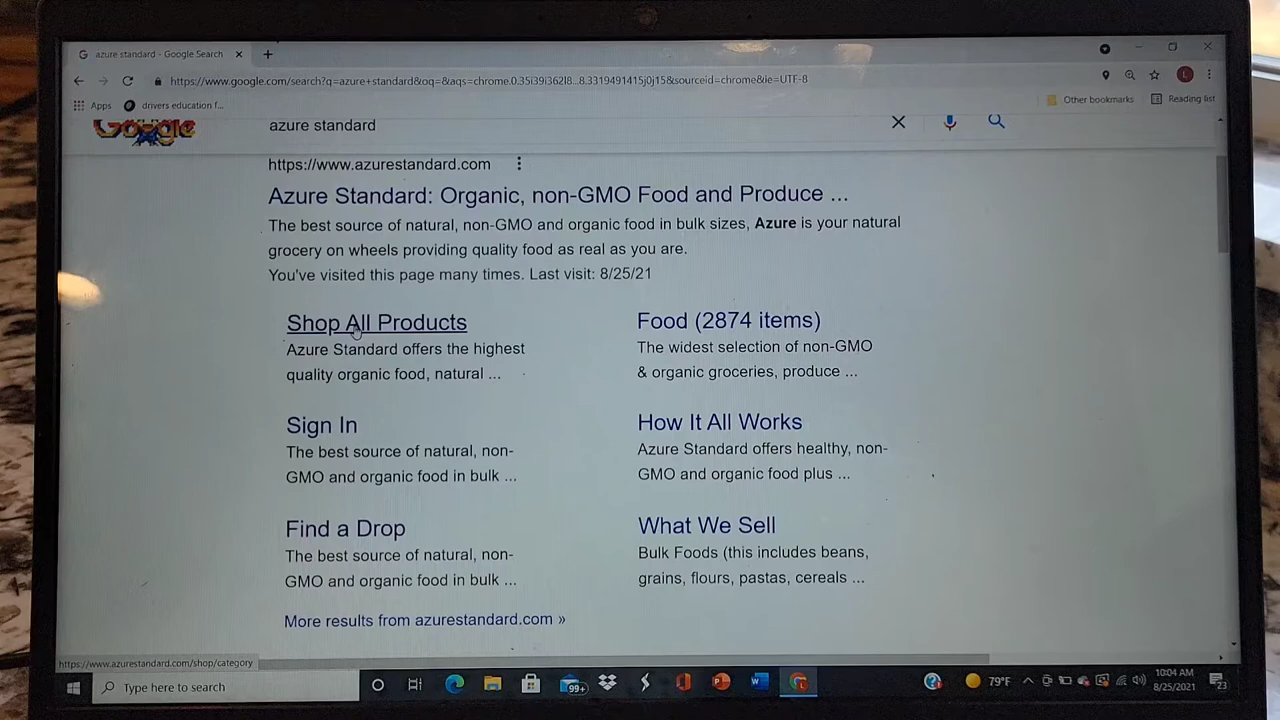 azure standard - Google Search
https://www.google.com/search?q=azure+standard&oq=&aqs=chrome.0.35i39i362l8...8.3319491415j0j15&sourceid=chrome&ie=UTF-8
L
Apps
drivers education f...
Other bookmarks
Reading list
Google
azure standard
https://www.azurestandard.com
Azure Standard: Organic, non-GMO Food and Produce ...
The best source of natural, non-GMO and organic food in bulk sizes, Azure is your natural
grocery on wheels providing quality food as real as you are.
You've visited this page many times. Last visit: 8/25/21
Shop All Products
Azure Standard offers the highest
quality organic food, natural ...
Food (2874 items)
The widest selection of non-GMO
& organic groceries, produce ...
Sign In
The best source of natural, non-
GMO and organic food in bulk ...
How It All Works
Azure Standard offers healthy, non-
GMO and organic food plus ...
Find a Drop
The best source of natural, non-
GMO and organic food in bulk ...
What We Sell
Bulk Foods (this includes beans,
grains, flours, pastas, cereals ...
More results from azurestandard.com »
https://www.azurestandard.com/shop/category
Type here to search
99+
79°F
10:04 AM
8/25/2021
23